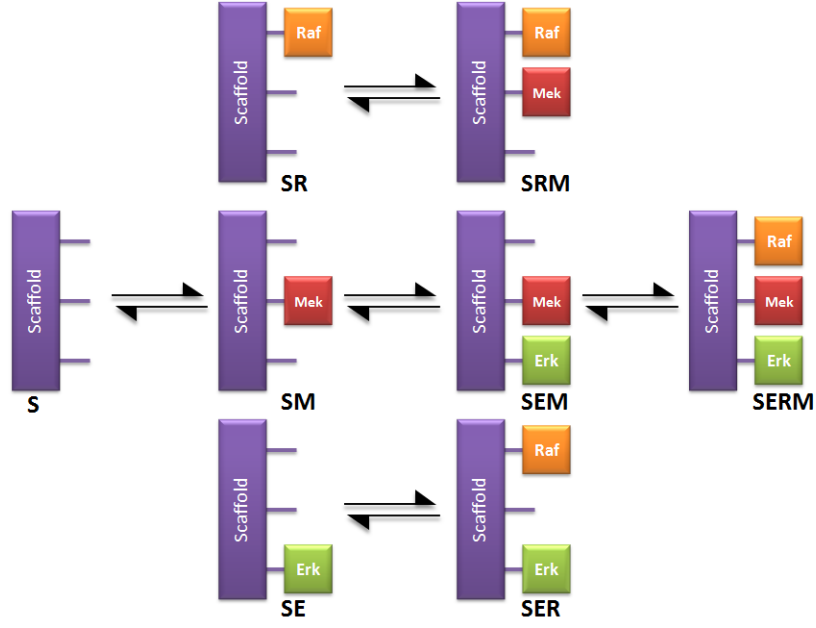 Scaffold
Raf
SR
Scaffold
Raf
Mek
SRM
Scaffold
S
Scaffold
Mek
SM
Scaffold
Mek
Erk
SEM
Scaffold
Raf
Mek
Erk
SERM
Scaffold
Erk
SE
Scaffold
Raf
Erk
SER